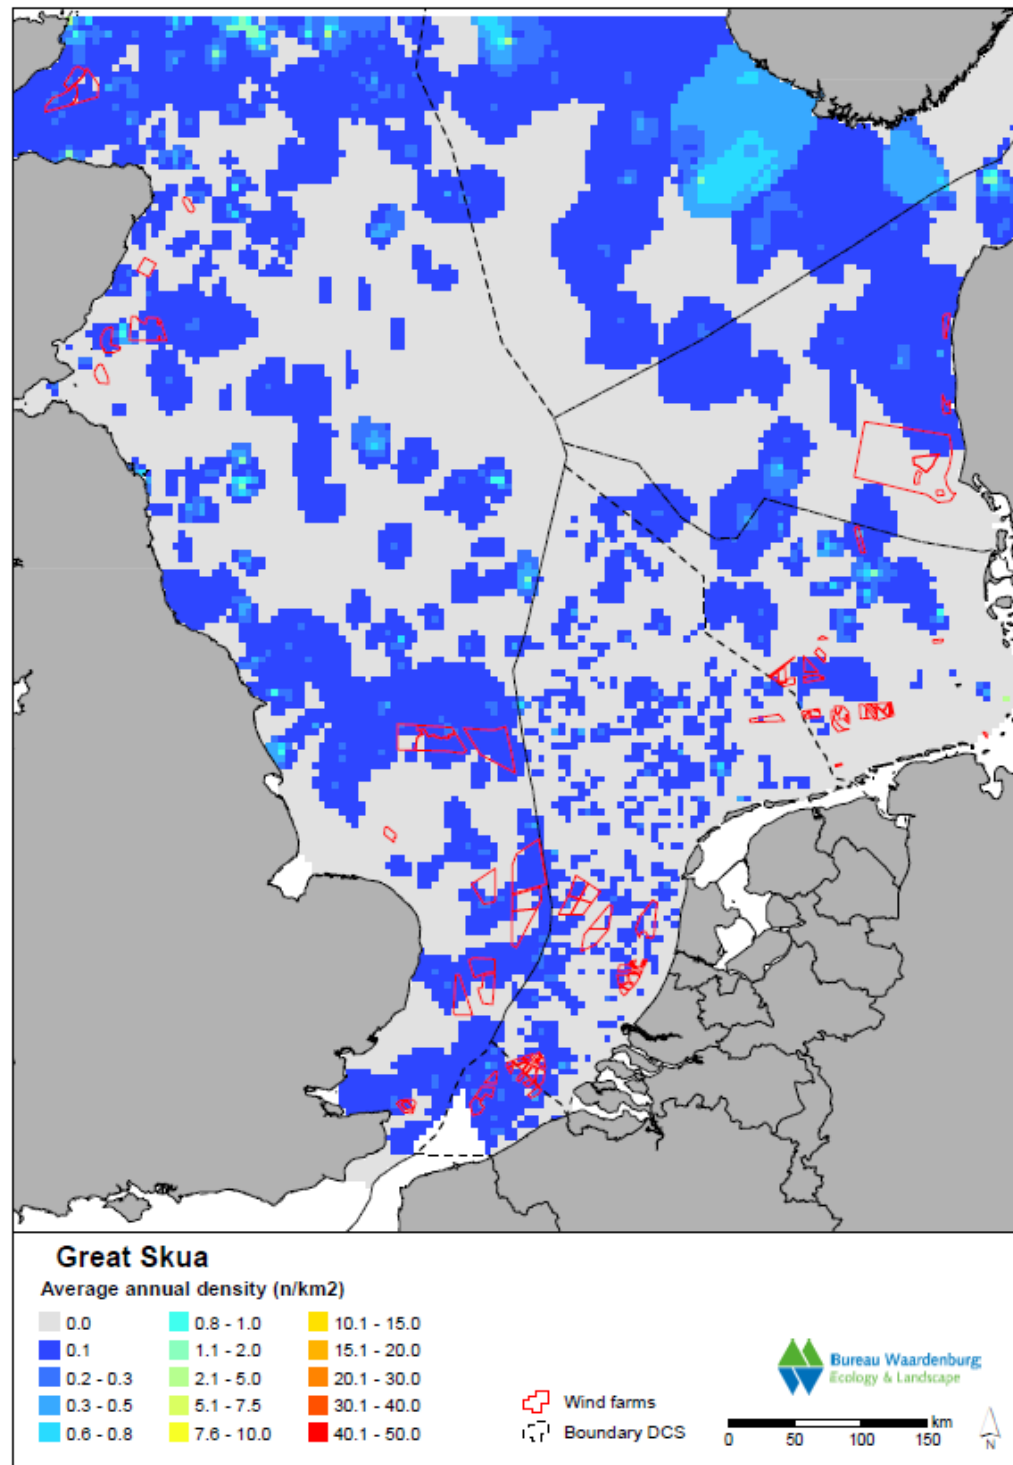 Great Skua
Average annual density (n/km2)
0.0
0.1
0.2 - 0.3
0.3 - 0.5
0.6 - 0.8
0.8 - 1.0
1.1 - 2.0
2.1 - 5.0
5.1 - 7.5
7.6 - 10.0
10.1 - 15.0
15.1 - 20.0
20.1 - 30.0
30.1 - 40.0
40.1 - 50.0
Wind farms
Boundary DCS
Bureau Waardenburg
Ecology & Landscape
km
0 50 100 150
N